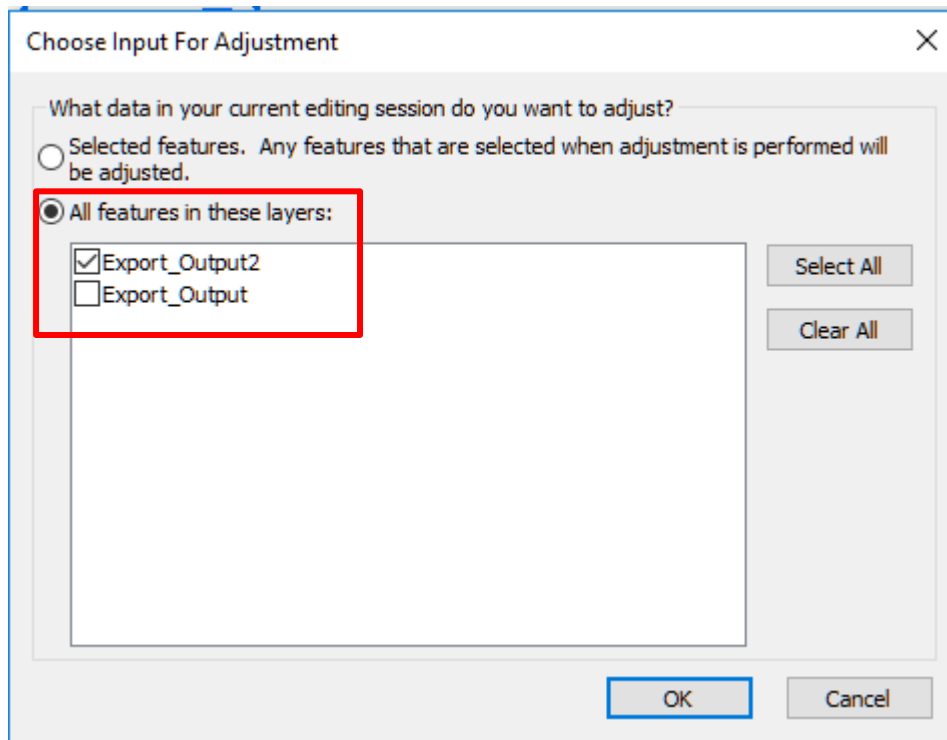 Choose Input For Adjustment
What data in your current editing session do you want to adjust?
Selected features.  Any features that are selected when adjustment is performed will
be adjusted.
All features in these layers:
Export_Output2
Export_Output
Select All
Clear All
OK
Cancel